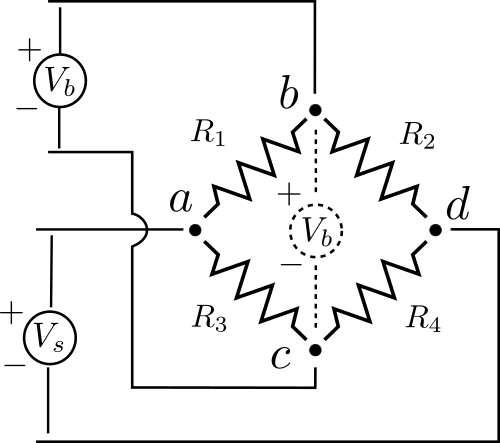 +
V_b
−
b
R_1
R_2
a
+
V_b
−
d
+
V_s
−
R_3
R_4
c